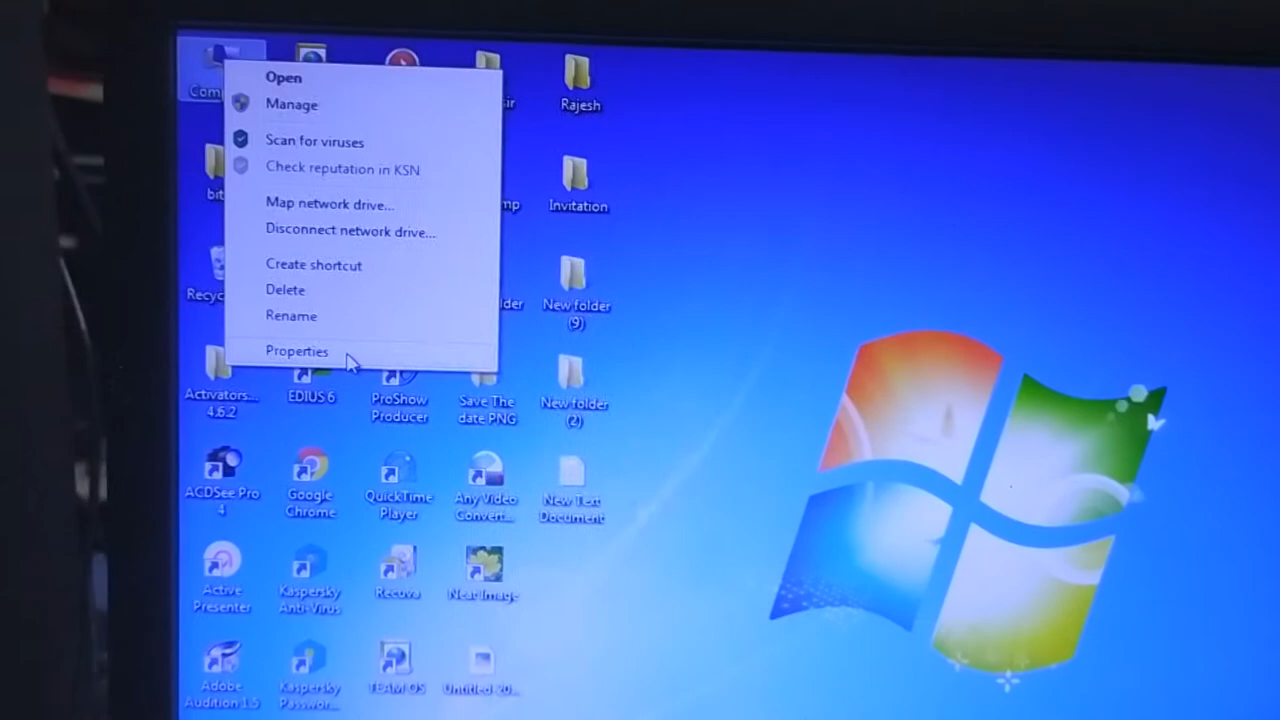 Com
Open
Manage
Scan for viruses
Check reputation in KSN
Map network drive...
Disconnect network drive...
Create shortcut
Delete
Rename
Properties
sir
Rajesh
bit
mp
Invitation
Recyc
lder
New folder
(9)
Activators...
4.6.2
EDIUS 6
ProShow
Producer
Save The
date PNG
New folder
(2)
ACDSee Pro
4
Google
Chrome
QuickTime
Player
Any Video
Convert...
New Text
Document
Active
Presenter
Kaspersky
Anti-Virus
Recuva
Neat Image
Adobe
Audition 1.5
Kaspersky
Passwor...
TEAM OS
Untitled-20...